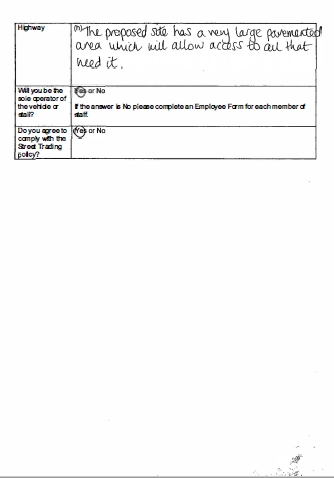 Highway
(n) The proposed site has a very large pavemented
area which will allow access to all that
need it.
Will you be the
sole operator of
the vehicle or
stall?
Yes or No
If the answer is No please complete an Employee Form for each member of
staff.
Do you agree to
comply with the
Street Trading
policy?
Yes or No